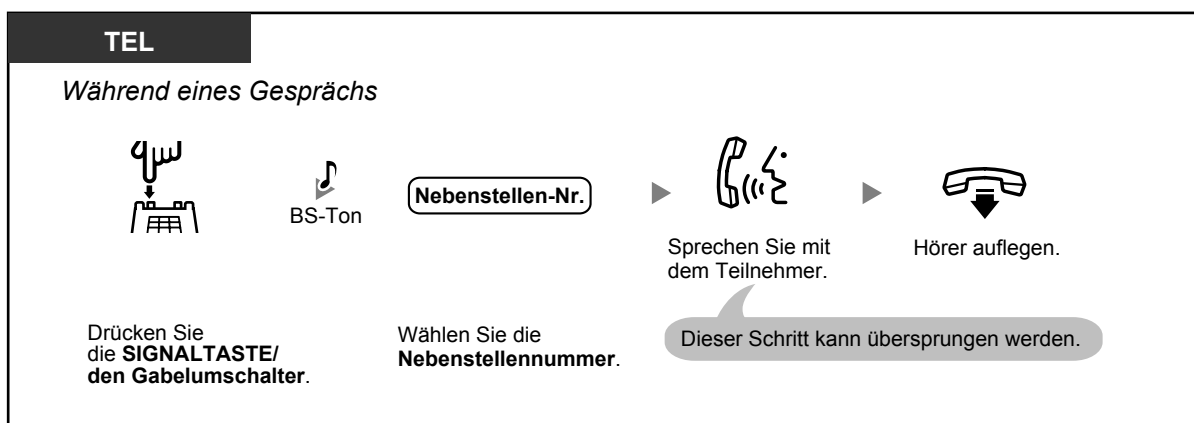 TEL
Während eines Gesprächs
BS-Ton
Nebenstellen-Nr.
Sprechen Sie mit
dem Teilnehmer.
Hörer auflegen.
Dieser Schritt kann übersprungen werden.
Drücken Sie
die SIGNALTASTE/
den Gabelumschalter.
Wählen Sie die
Nebenstellennummer.